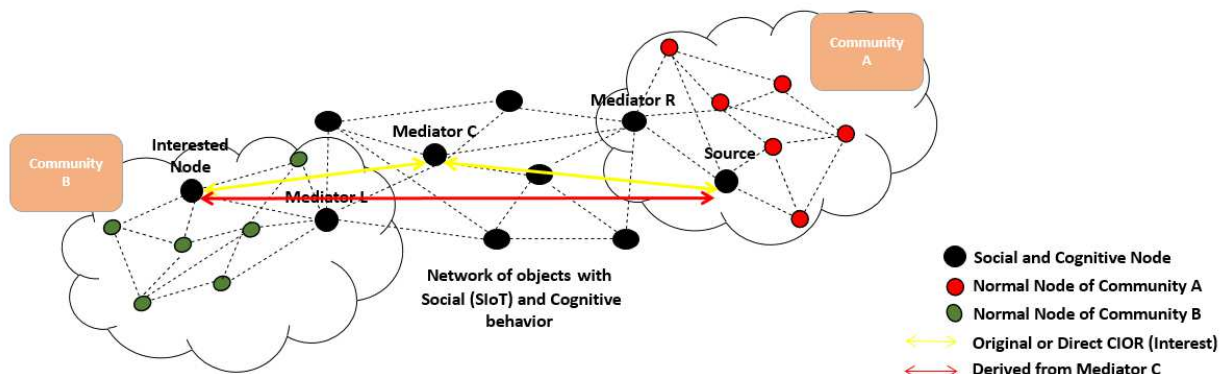 Community
A
Mediator R
Mediator C
Interested
Node
Community
B
Source
Mediator L
Network of objects with
Social (SIoT) and Cognitive
behavior
Social and Cognitive Node
Normal Node of Community A
Normal Node of Community B
Original or Direct CIOR (Interest)
Derived from Mediator C